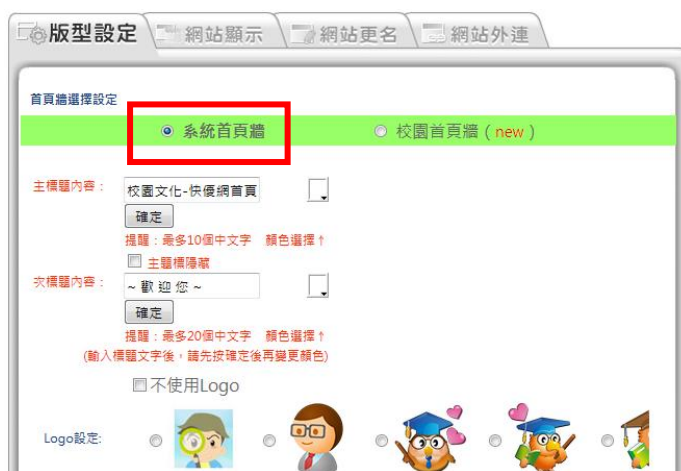 版型設定 網站顯示 網站更名 網站外連
首頁牆選擇設定
系統首頁牆 校園首頁牆 ( new )
主標題內容： 校園文化-快優網首頁
確定
提醒：最多10個中文字 顏色選擇↑
主題標隱藏
次標題內容： ~ 歡 迎 您 ~
確定
提醒：最多20個中文字 顏色選擇↑
(輸入標題文字後，請先按確定後再變更顏色)
不使用Logo
Logo設定: